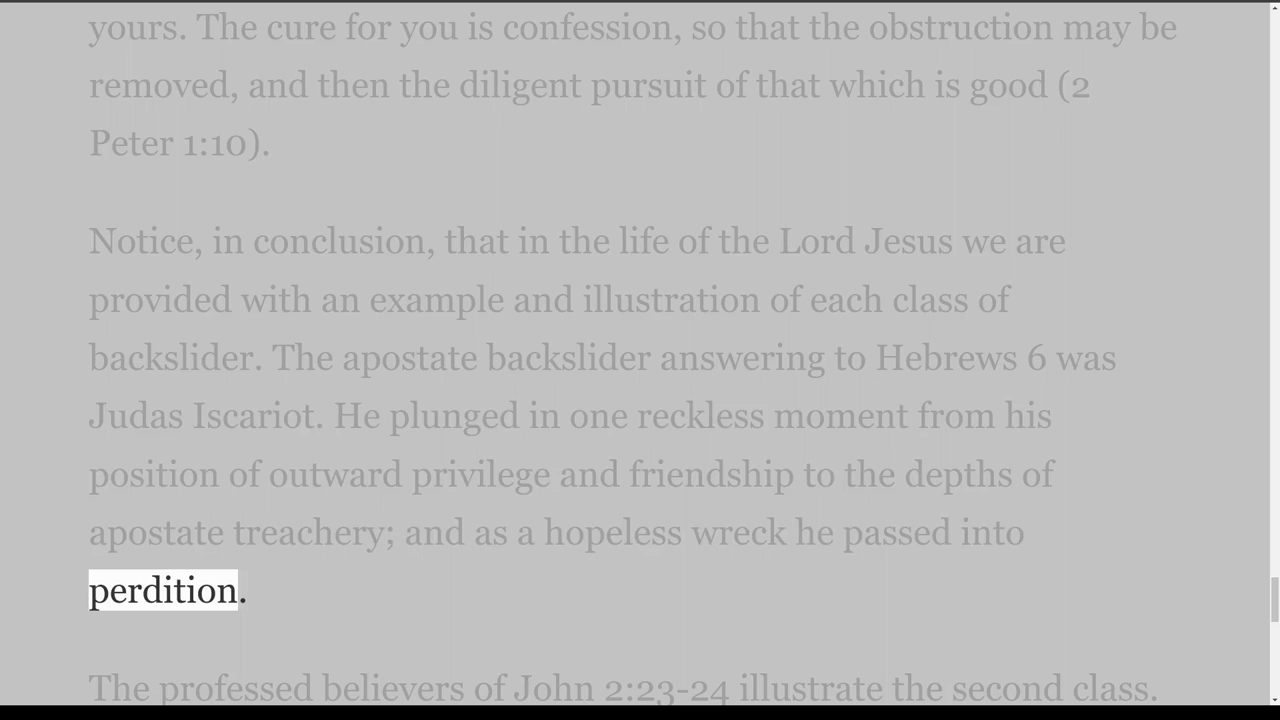 yours. The cure for you is confession, so that the obstruction may be
removed, and then the diligent pursuit of that which is good (2
Peter 1:10).
Notice, in conclusion, that in the life of the Lord Jesus we are
provided with an example and illustration of each class of
backslider. The apostate backslider answering to Hebrews 6 was
Judas Iscariot. He plunged in one reckless moment from his
position of outward privilege and friendship to the depths of
apostate treachery; and as a hopeless wreck he passed into
perdition.
The professed believers of John 2:23-24 illustrate the second class.